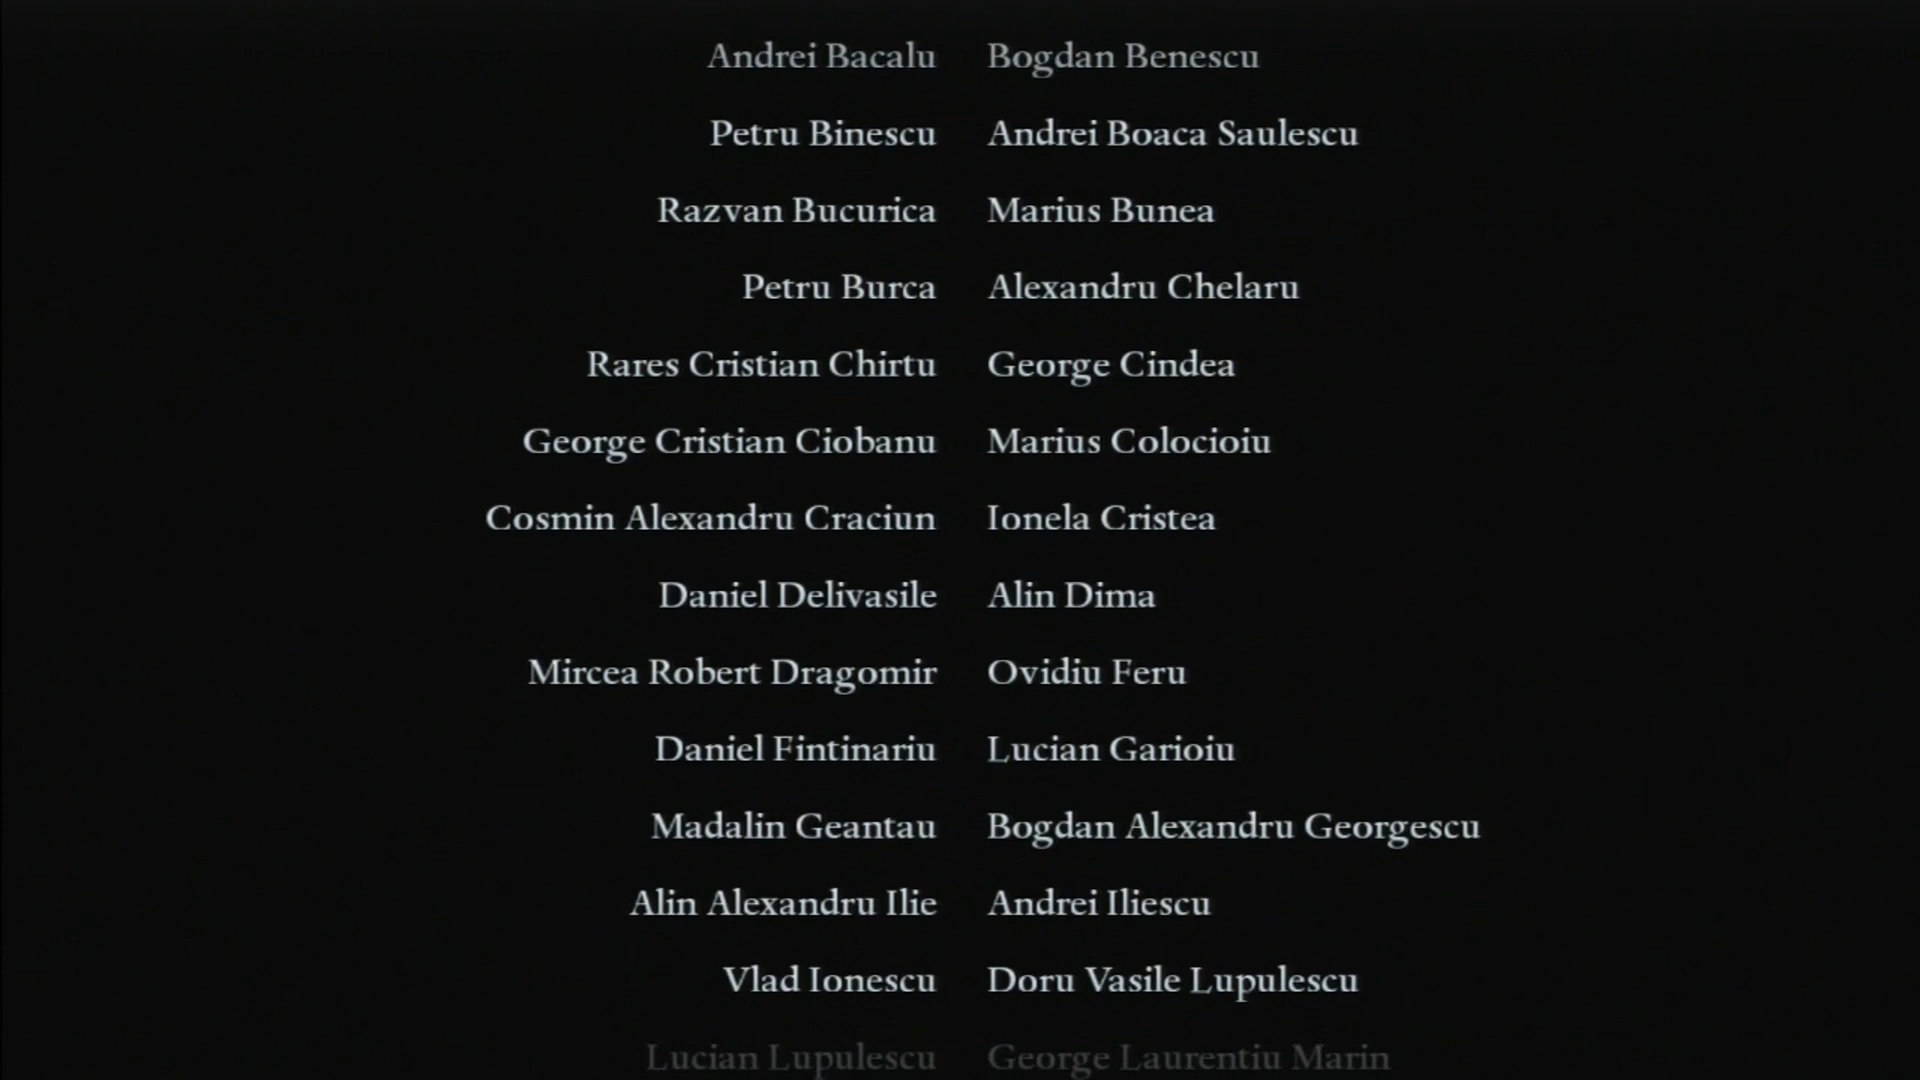 Andrei Bacalu Bogdan Benescu
Petru Binescu Andrei Boaca Saulescu
Razvan Bucurica Marius Bunea
Petru Burca Alexandru Chelaru
Rares Cristian Chirtu George Cindea
George Cristian Ciobanu Marius Colocioiu
Cosmin Alexandru Craciun Ionela Cristea
Daniel Delivasile Alin Dima
Mircea Robert Dragomir Ovidiu Feru
Daniel Fintinariu Lucian Garioiu
Madalin Geantau Bogdan Alexandru Georgescu
Alin Alexandru Ilie Andrei Iliescu
Vlad Ionescu Doru Vasile Lupulescu
Lucian Lupulescu George Laurentiu Marin